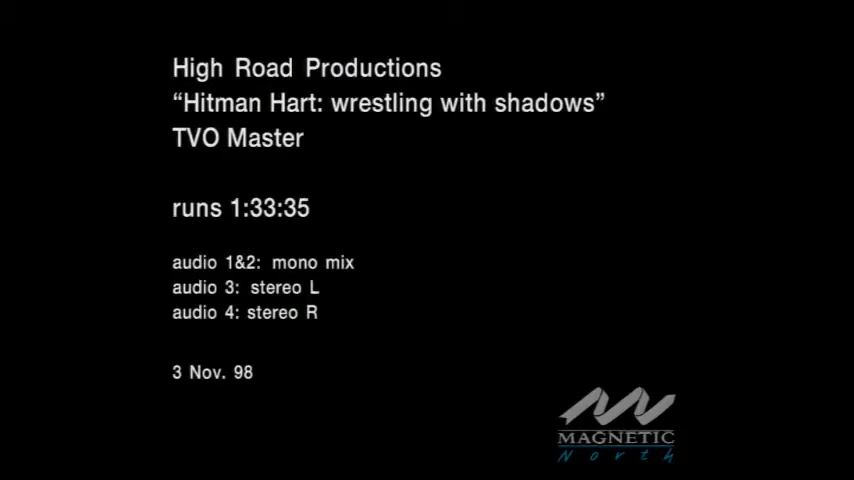 High Road Productions
“Hitman Hart: wrestling with shadows”
TVO Master
runs 1:33:35
audio 1&2: mono mix
audio 3: stereo L
audio 4: stereo R
3 Nov. 98
MAGNETIC
North